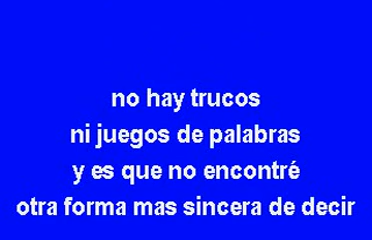 no hay trucos
ni juegos de palabras
y es que no encontré
otra forma mas sincera de decir